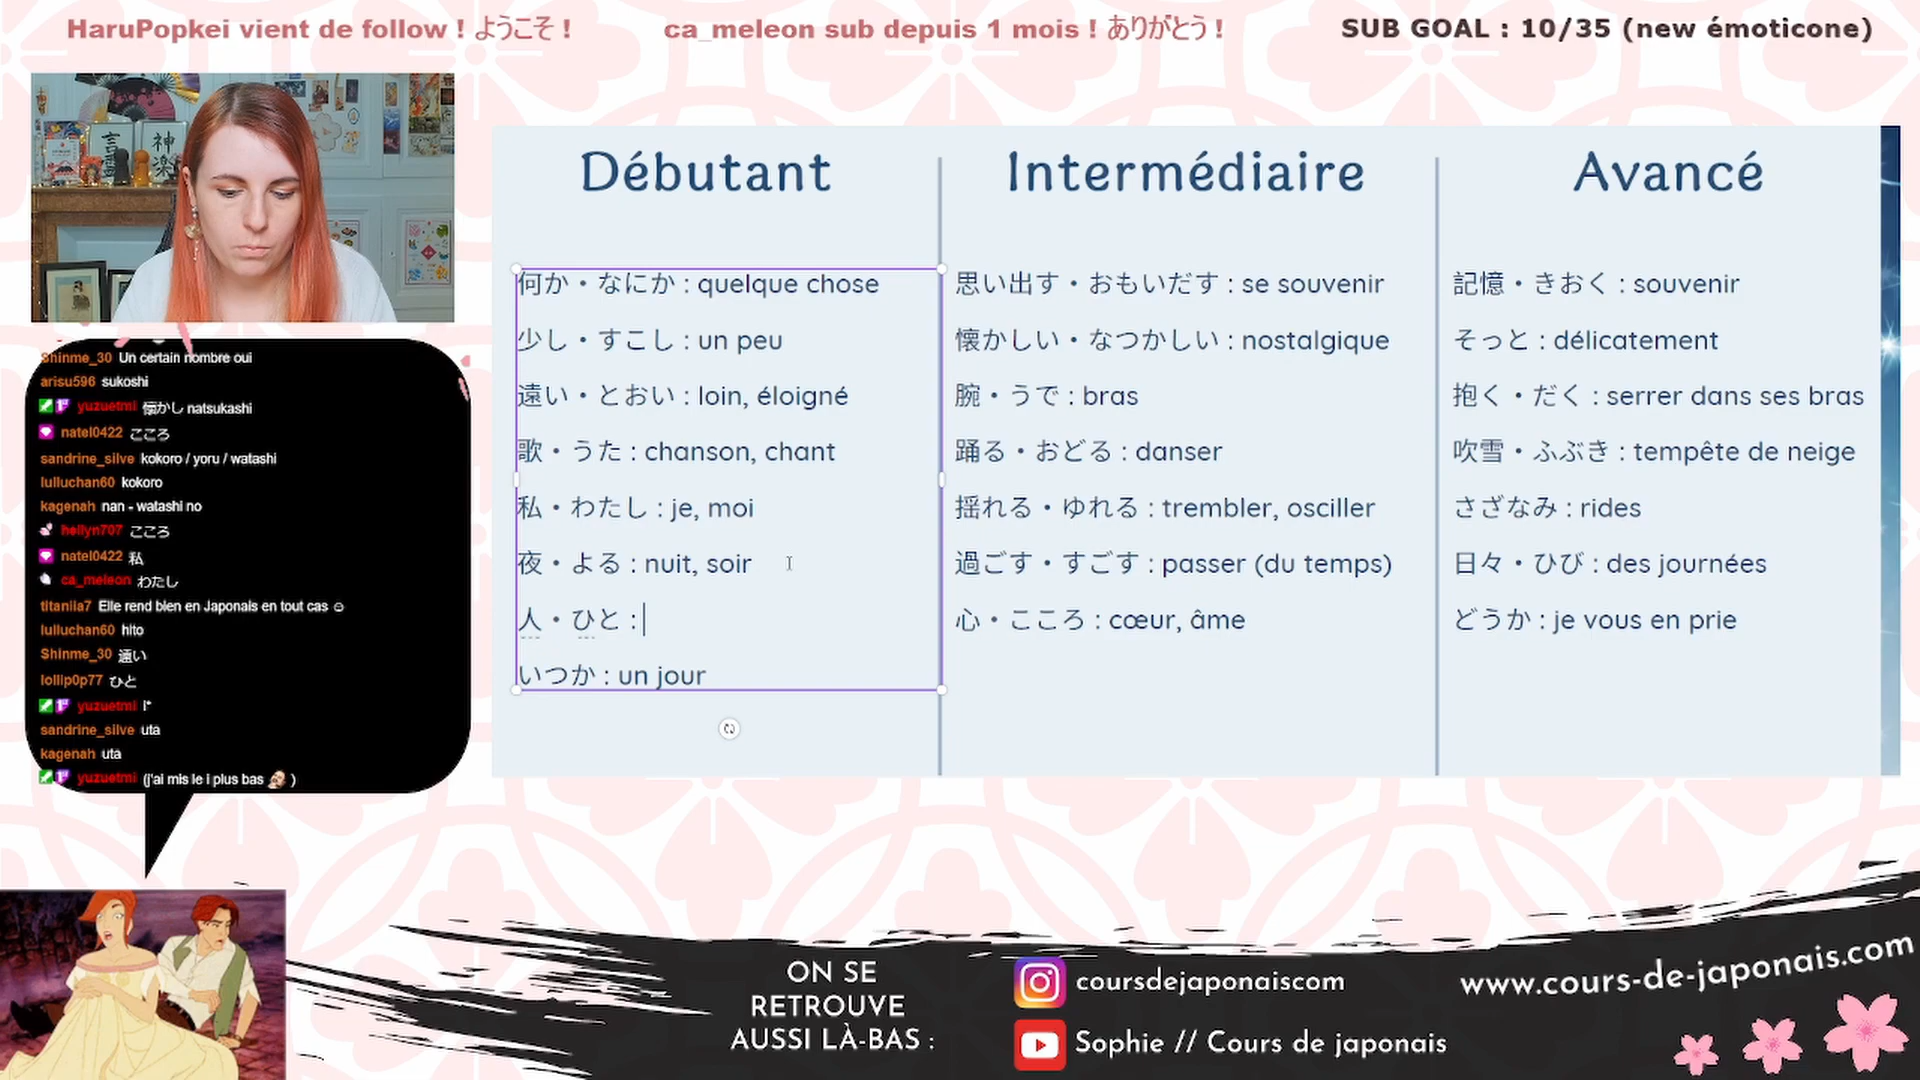 HaruPopkei vient de follow ! ようこそ !
ca_meleon sub depuis 1 mois ! ありがとう !
SUB GOAL : 10/35 (new émoticone)
Débutant
何か・なにか : quelque chose
少し・すこし : un peu
遠い・とおい : loin, éloigné
歌・うた : chanson, chant
私・わたし : je, moi
夜・よる : nuit, soir
人・ひと :
いつか : un jour
Intermédiaire
思い出す・おもいだす : se souvenir
懐かしい・なつかしい : nostalgique
腕・うで : bras
踊る・おどる : danser
揺れる・ゆれる : trembler, osciller
過ごす・すごす : passer (du temps)
心・こころ : cœur, âme
Avancé
記憶・きおく : souvenir
そっと : délicatement
抱く・だく : serrer dans ses bras
吹雪・ふぶき : tempête de neige
さざなみ : rides
日々・ひび : des journées
どうか : je vous en prie
Shinme_30 Un certain nombre oui
arisu596 sukoshi
yuzuetmi 懐かし natsukashi
natel0422 こころ
sandrine_silve kokoro / yoru / watashi
lulluchan60 kokoro
kagenah nan - watashi no
hellyn707 こころ
natel0422 私
ca_meleon わたし
titaniia7 Elle rend bien en Japonais en tout cas
lulluchan60 hito
Shinme_30 遠い
lollip0p77 ひと
yuzuetmi i*
sandrine_silve uta
kagenah uta
yuzuetmi (j'ai mis le i plus bas )
言霊
神楽
ON SE
RETROUVE
AUSSI LÀ-BAS :
coursdejaponaiscom
Sophie // Cours de japonais
www.cours-de-japonais.com